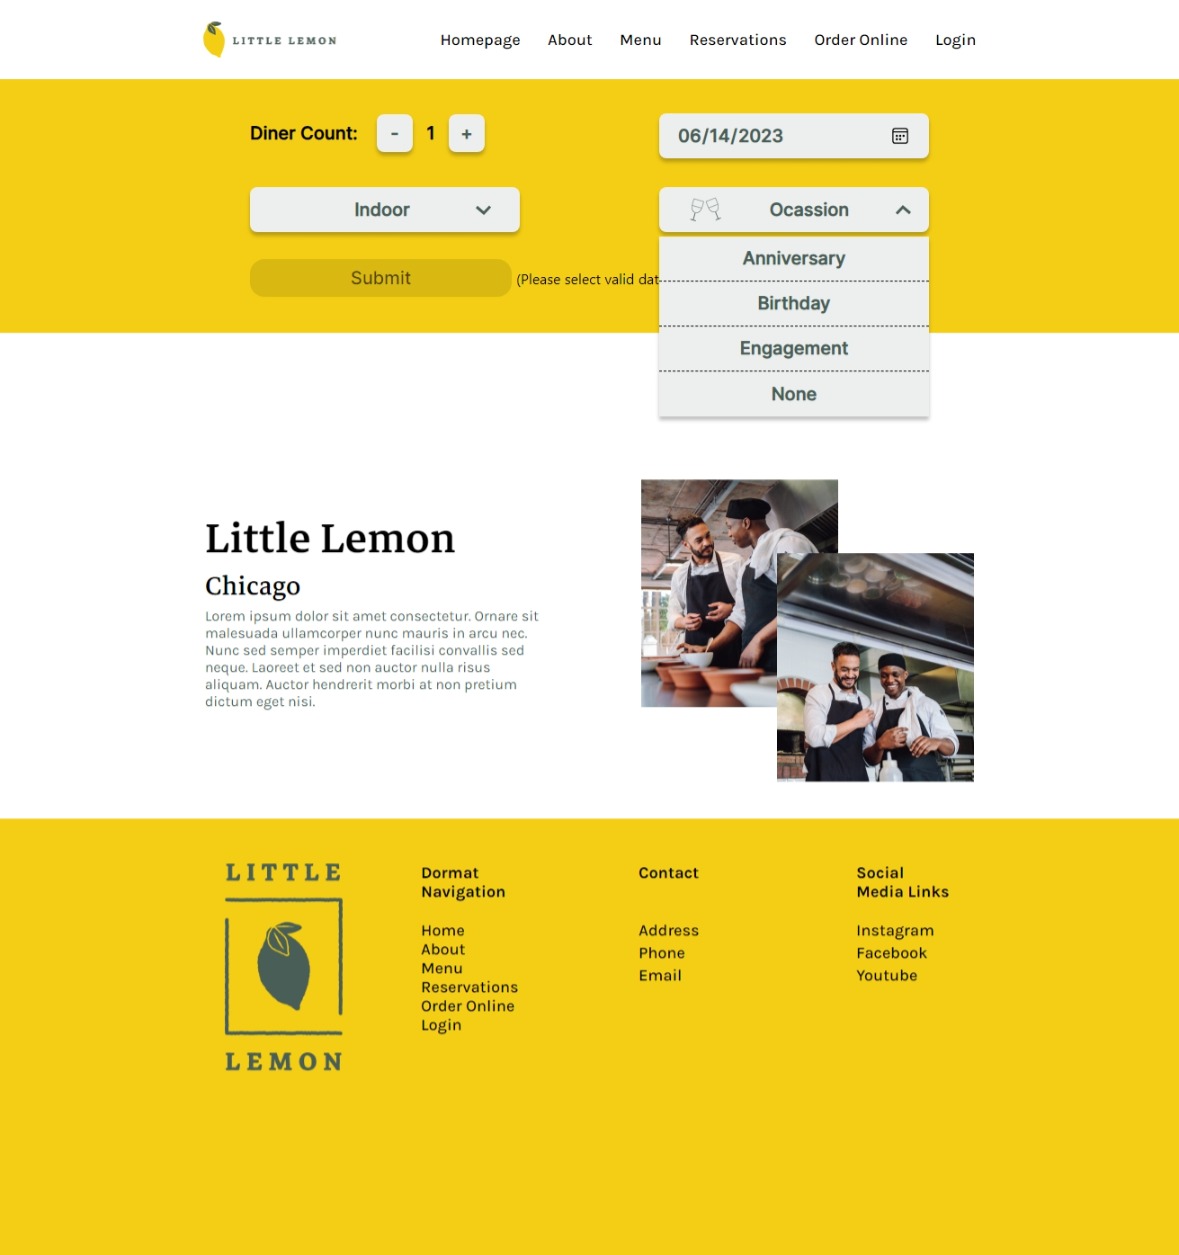 LITTLE LEMON
Homepage About Menu Reservations Order Online Login
Diner Count: - 1 +
06/14/2023
Indoor
Ocassion
Submit
(Please select valid
Anniversary
Birthday
Engagement
None
Little Lemon
Chicago
Lorem ipsum dolor sit amet consectetur. Ornare sit
malesuada ullamcorper nunc mauris in arcu nec.
Nunc sed semper imperdiet facilisi convallis sed
neque. Laoreet et sed non auctor nulla risus
aliquam. Auctor hendrerit morbi at non pretium
dictum eget nisi.
LITTLE
LEMON
Dormat
Navigation
Home
About
Menu
Reservations
Order Online
Login
Contact
Address
Phone
Email
Social
Media Links
Instagram
Facebook
Youtube